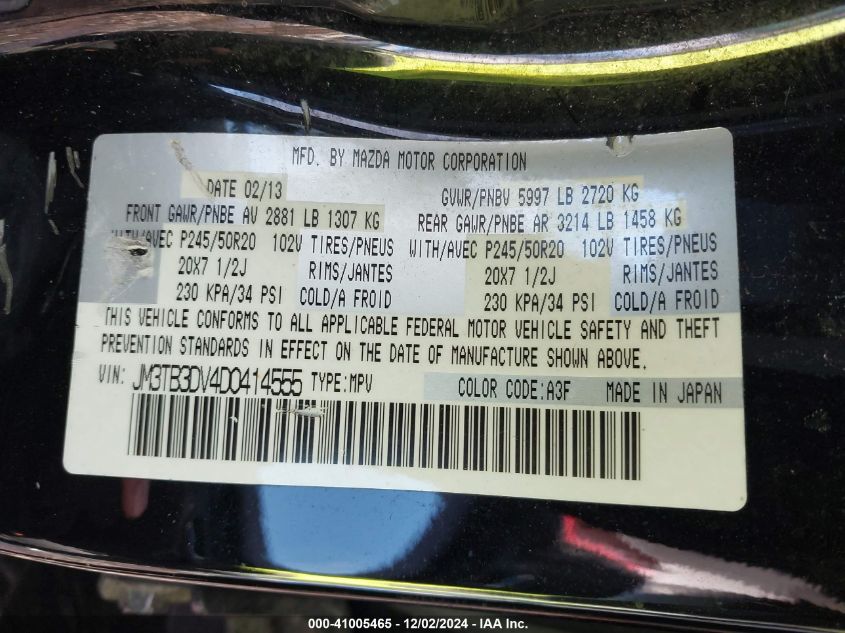 MFD. BY MAZDA MOTOR CORPORATION
DATE 02/13 GVWR/PNBV 5997 LB 2720 KG
FRONT GAWR/PNBE AV 2881 LB 1307 KG REAR GAWR/PNBE AR 3214 LB 1458 KG
WITH/AVEC P245/50R20 102V TIRES/PNEUS WITH/AVEC P245/50R20 102V TIRES/PNEUS
20X7 1/2J RIMS/JANTES 20X7 1/2J RIMS/JANTES
230 KPA/34 PSI COLD/A FROID 230 KPA/34 PSI COLD/A FROID
THIS VEHICLE CONFORMS TO ALL APPLICABLE FEDERAL MOTOR VEHICLE SAFETY AND THEFT
PREVENTION STANDARDS IN EFFECT ON THE DATE OF MANUFACTURE SHOWN ABOVE.
VIN: JM3TB3DV4D0414555 TYPE:MPV COLOR CODE:A3F MADE IN JAPAN
000-41005465 - 12/02/2024 - IAA Inc.